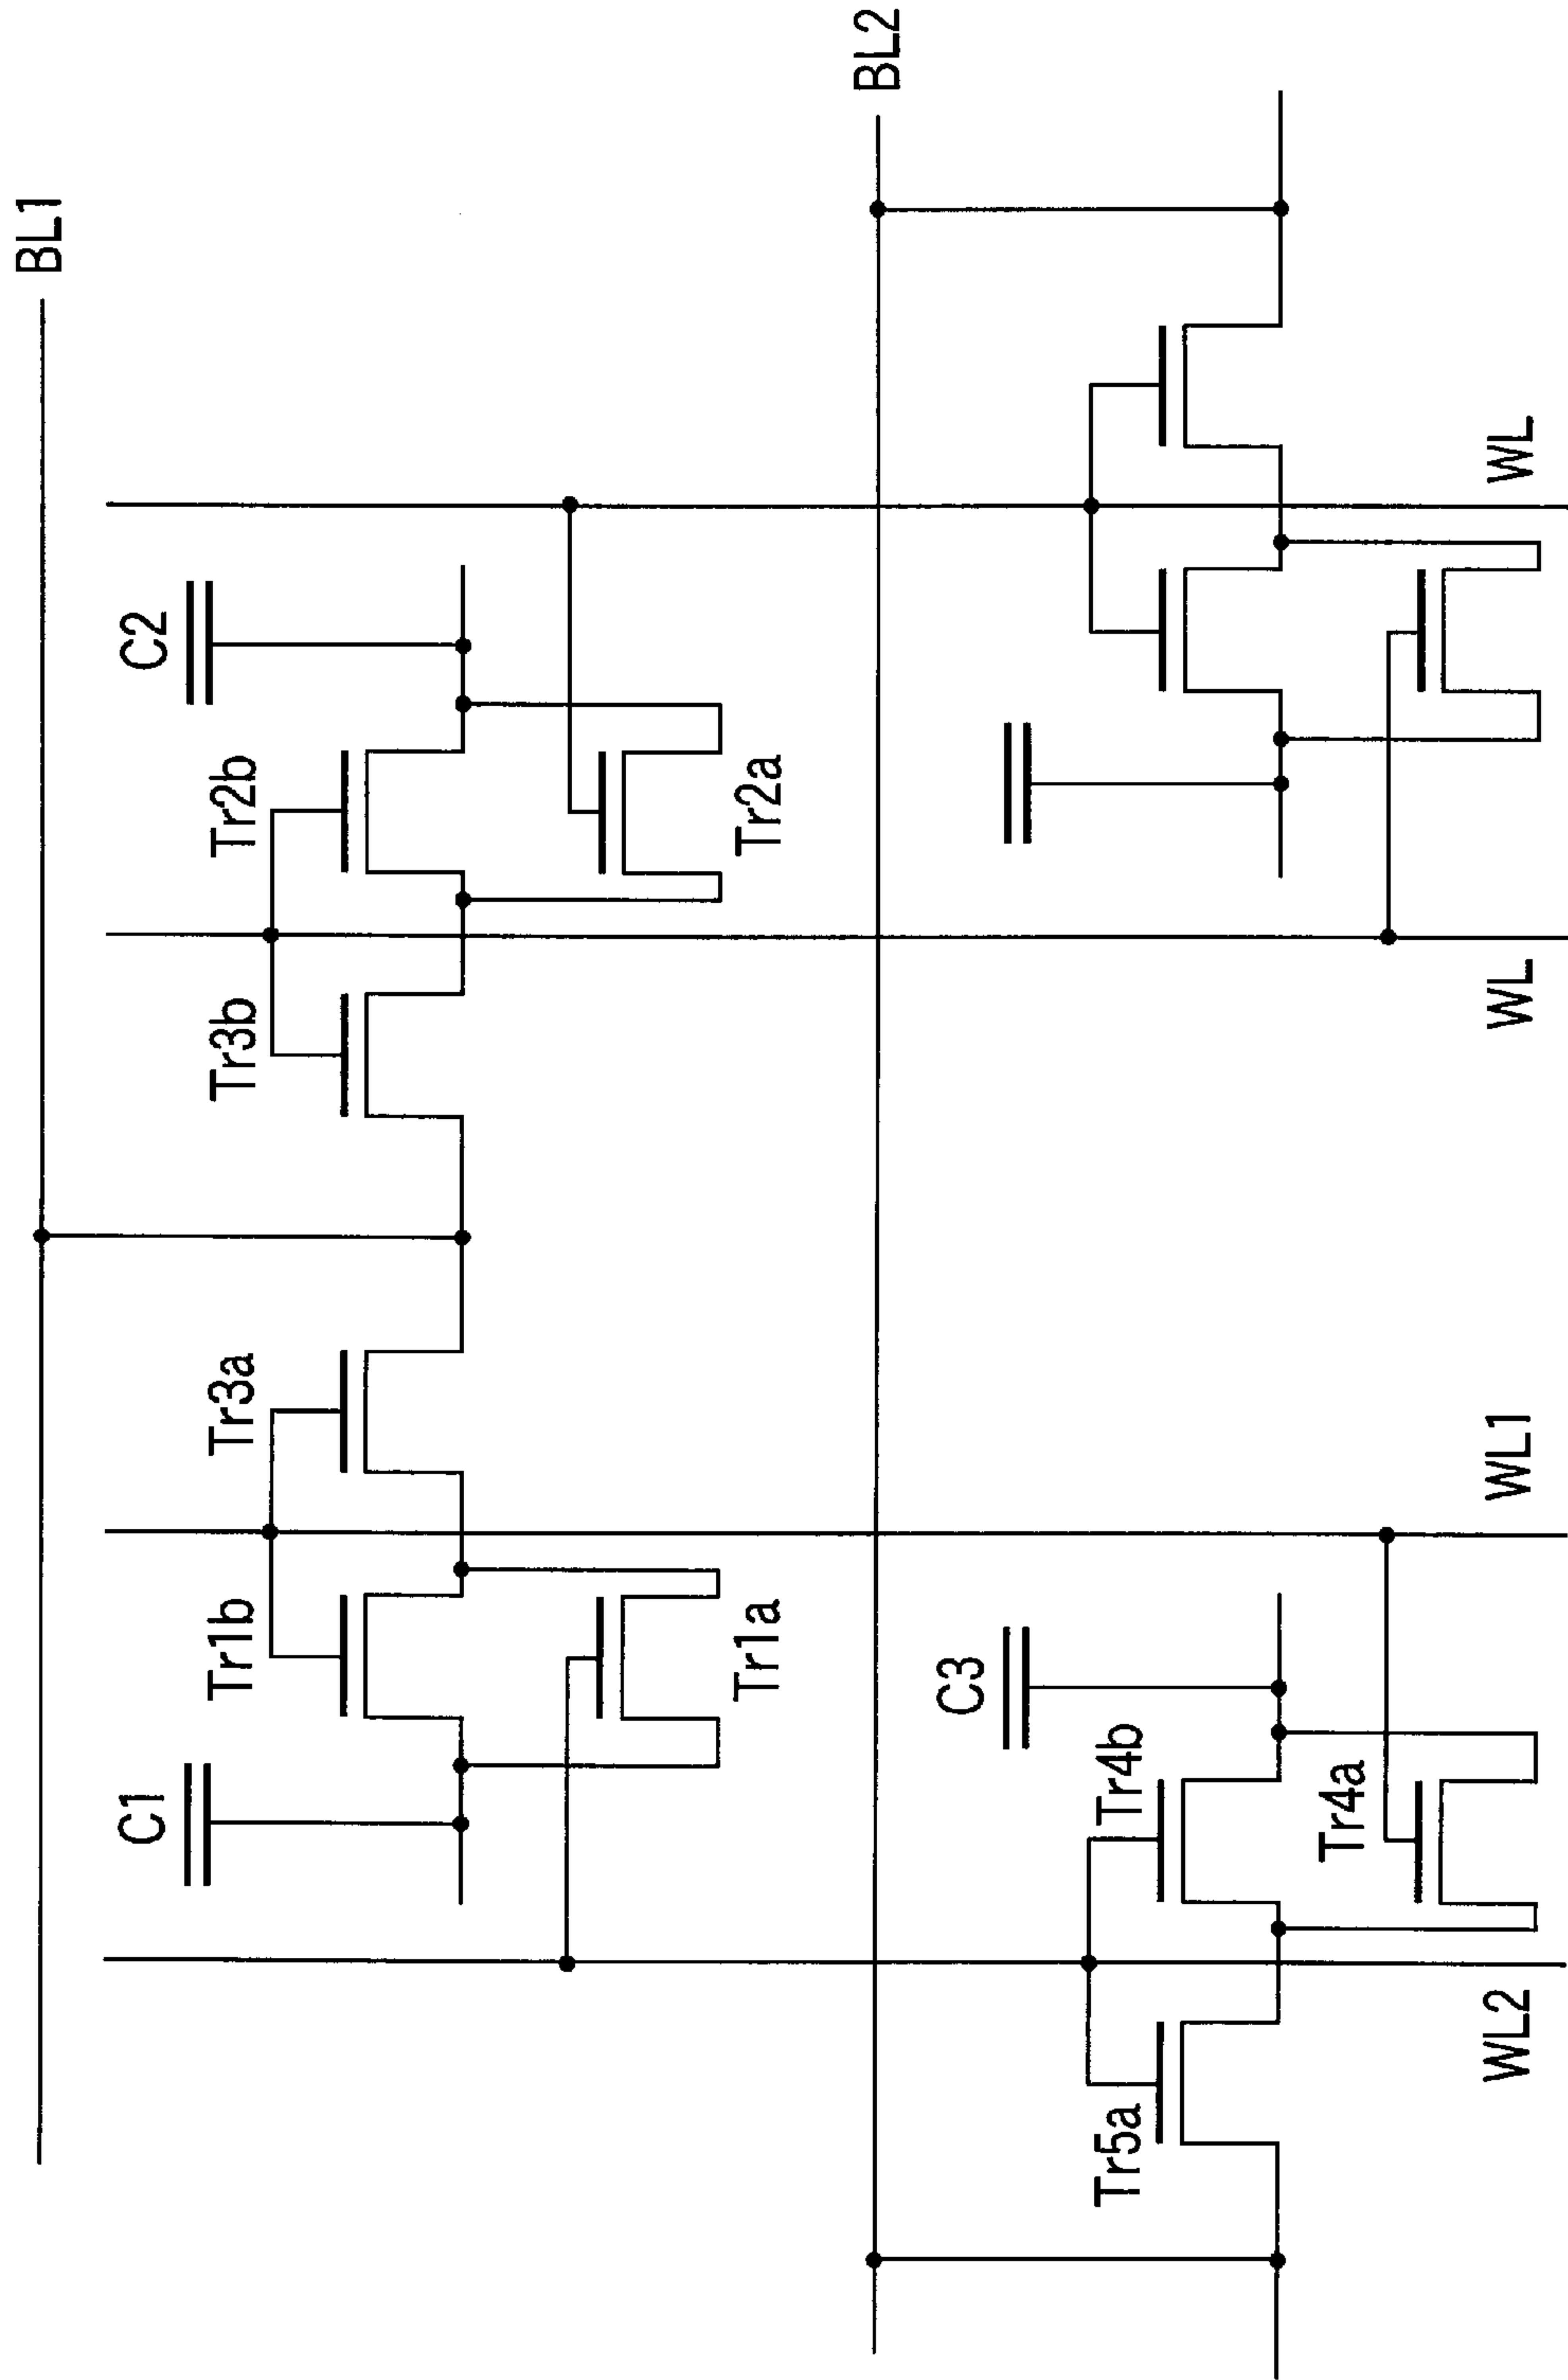 BL1
C1
C2
Tr1b
Tr3a
Tr3b
Tr2b
Tr1a
Tr2a
BL2
C3
Tr5a
Tr4b
Tr4a
WL2
WL1
WL
WL